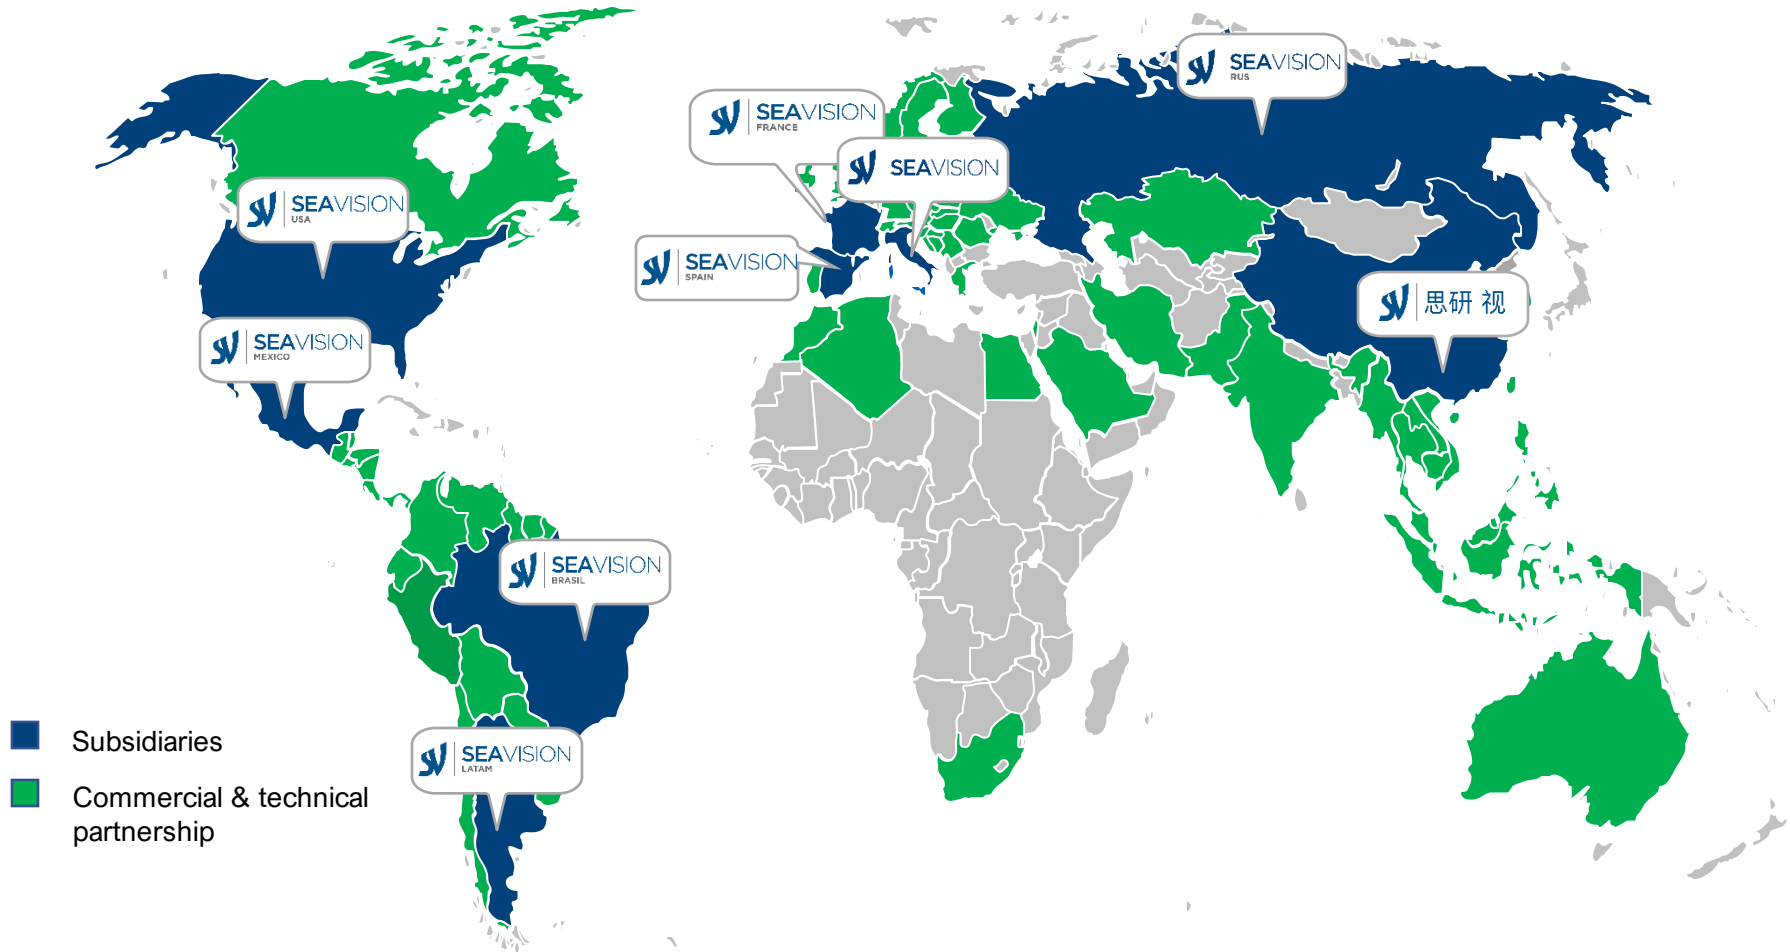 SEAVISION
RUS
SEAVISION
FRANCE
SEAVISION
SEAVISION
USA
SEAVISION
SPAIN
思研 视
SEAVISION
MEXICO
SEAVISION
BRASIL
SEAVISION
LATAM
Subsidiaries
Commercial & technical
partnership